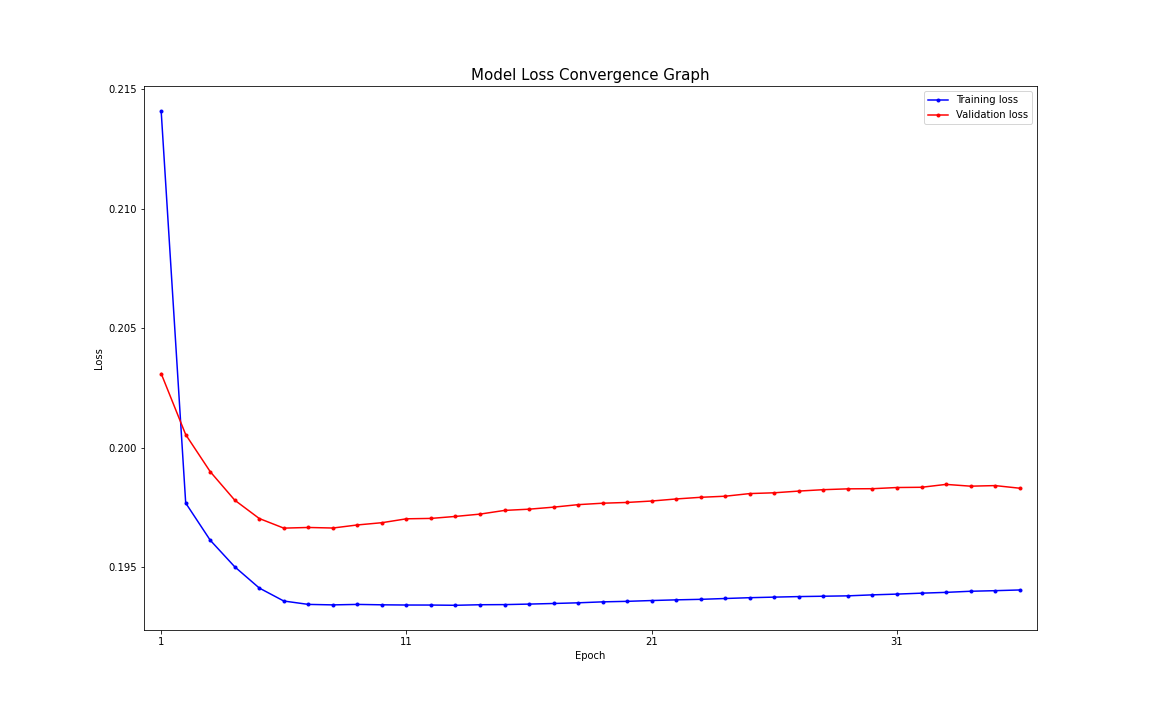 Model Loss Convergence Graph
Training loss
Validation loss
0.215
0.210
0.205
0.200
0.195
Loss
1
11
21
31
Epoch